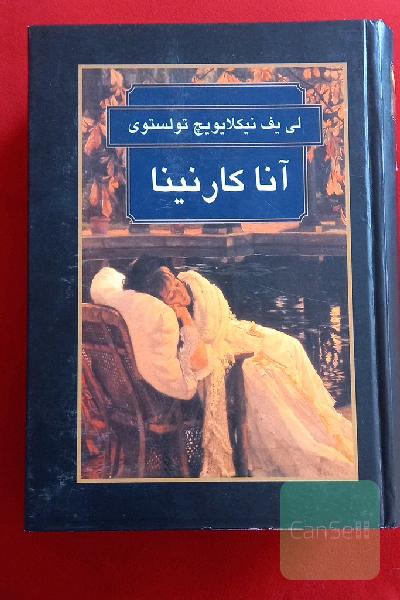 لی یف نیکلایویچ تولستوی
آنا کارنینا
CanSell